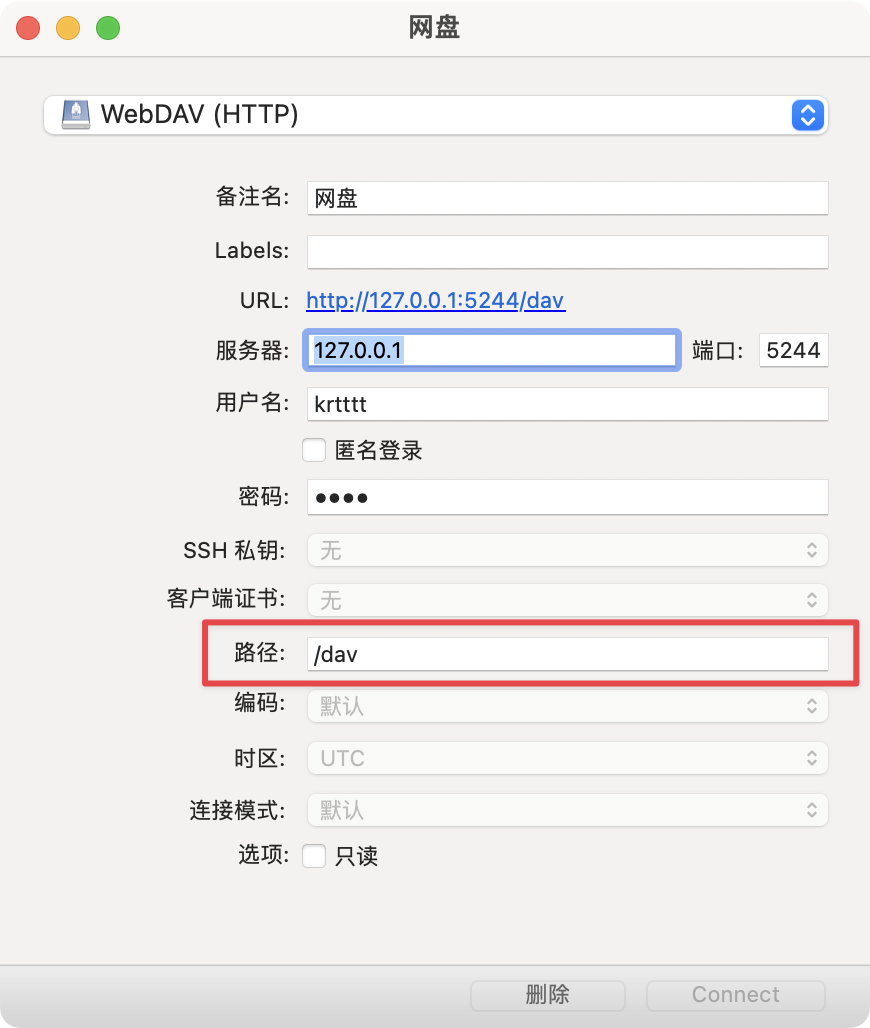 网盘
WebDAV (HTTP)
备注名: 网盘
Labels:
URL: http://127.0.0.1:5244/dav
服务器: 127.0.0.1 端口: 5244
用户名: krtttt
匿名登录
密码: ●●●●
SSH 私钥: 无
客户端证书: 无
路径: /dav
编码: 默认
时区: UTC
连接模式: 默认
选项: 只读
删除 Connect